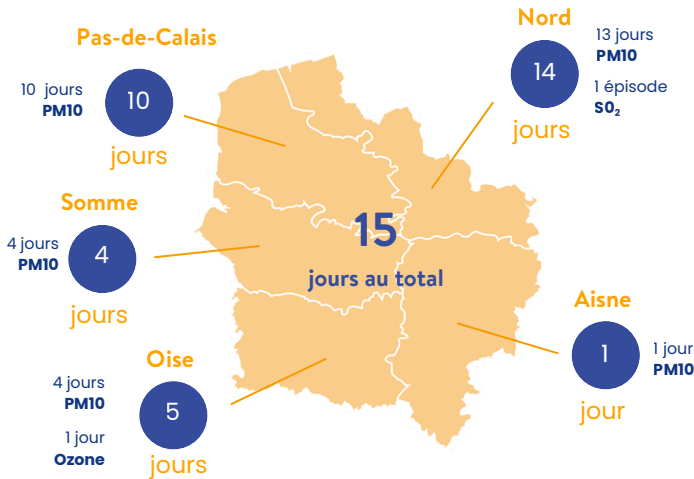 Pas-de-Calais
10 jours
PM10
10
jours
Nord
14
jours
13 jours
PM10
1 épisode
S0₂
Somme
4 jours
PM10
4
jours
15
jours au total
Aisne
1
jour
1 jour
PM10
Oise
4 jours
PM10
1 jour
Ozone
5
jours